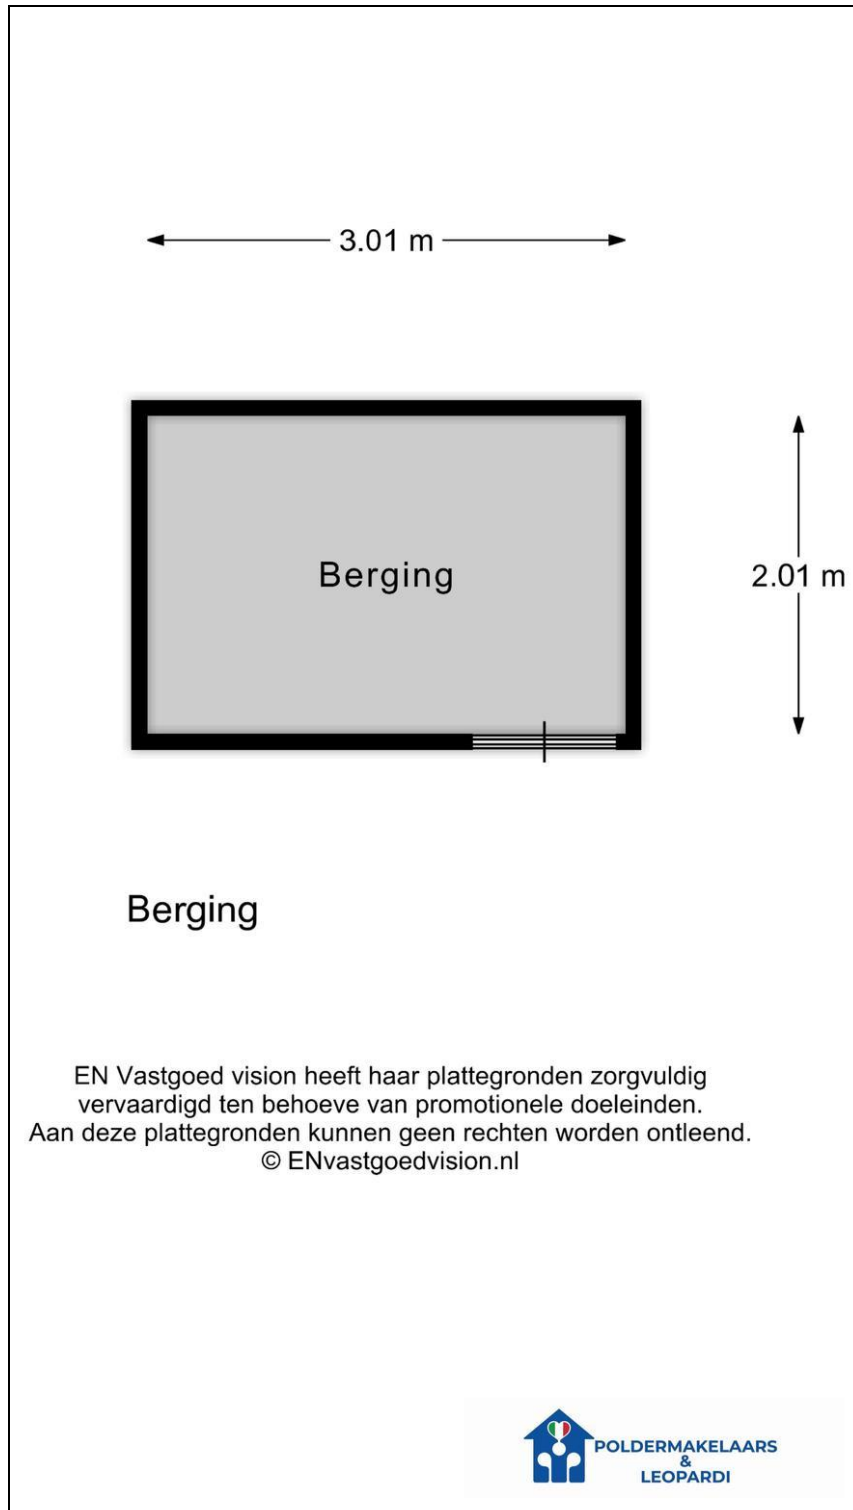 3.01 m
Berging
2.01 m
Berging
EN Vastgoed vision heeft haar plattegronden zorgvuldig
vervaardigd ten behoeve van promotionele doeleinden.
Aan deze plattegronden kunnen geen rechten worden ontleend.
© ENvastgoedvision.nl
POLDERMAKELAARS
&
LEOPARDI